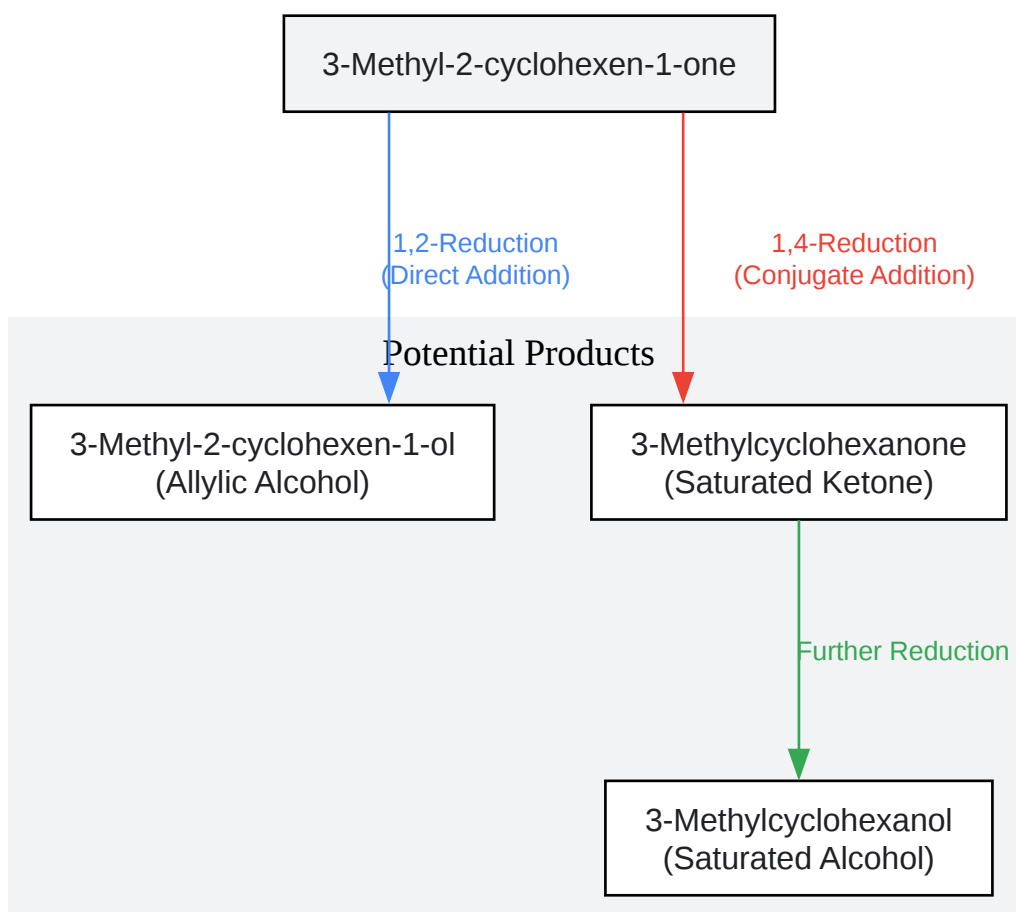 3-Methyl-2-cyclohexen-1-one
1,2-Reduction
(Direct Addition)
1,4-Reduction
(Conjugate Addition)
Potential Products
3-Methyl-2-cyclohexen-1-ol
(Allylic Alcohol)
3-Methylcyclohexanone
(Saturated Ketone)
Further Reduction
3-Methylcyclohexanol
(Saturated Alcohol)